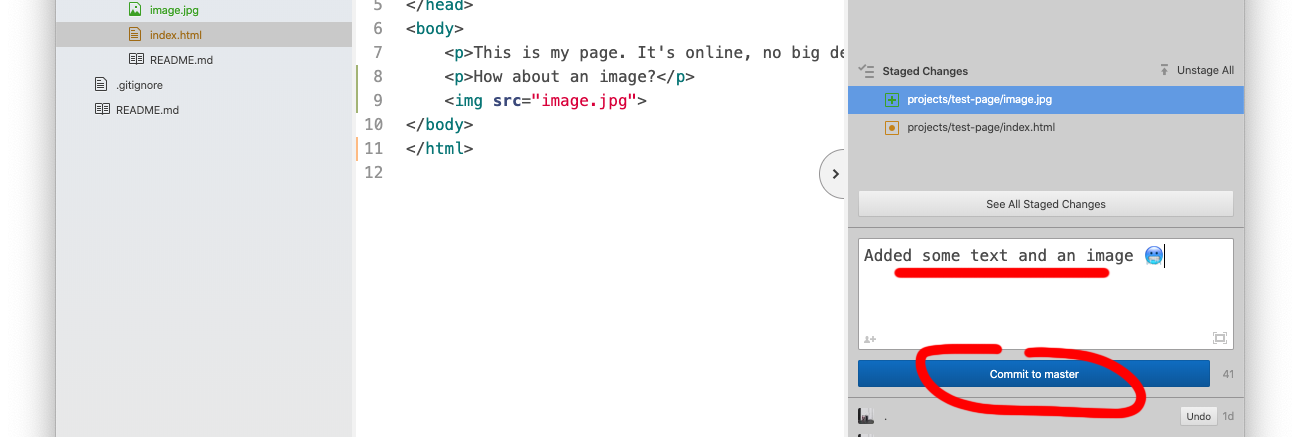 image.jpg
index.html
README.md
.gitignore
README.md
5 </head>
6 <body>
7 <p>This is my page. It's online, no big de
8 <p>How about an image?</p>
9 <img src="image.jpg">
10 </body>
11 </html>
12
Staged Changes Unstage All
projects/test-page/image.jpg
projects/test-page/index.html
See All Staged Changes
Added some text and an image 🥶
Commit to master 41
. Undo 1d